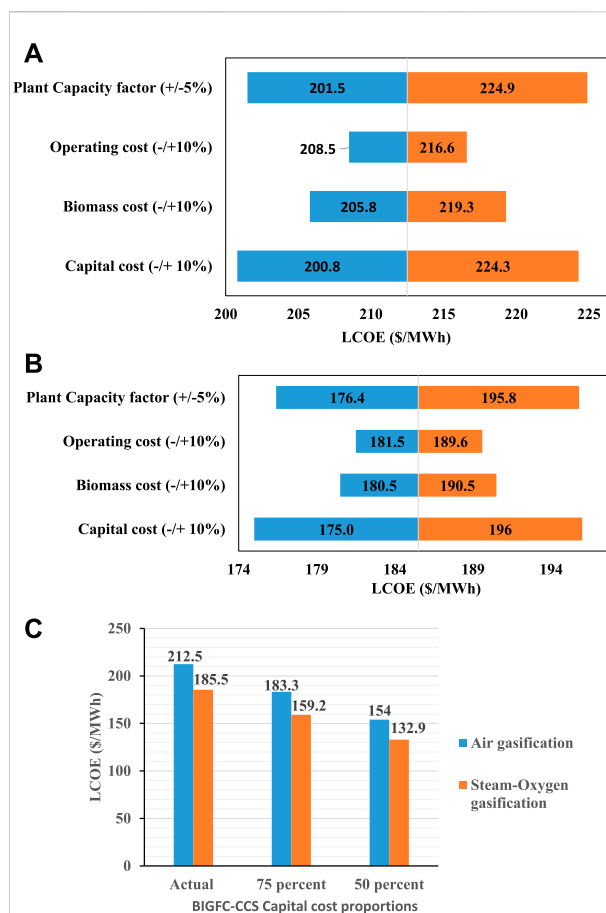 A
Plant Capacity factor (+/-5%)
201.5
224.9
Operating cost (-/+10%)
208.5
216.6
Biomass cost (-/+10%)
205.8
219.3
Capital cost (-/+ 10%)
200.8
224.3
200 205 210 215 220 225
LCOE ($/MWh)
B
Plant Capacity factor (+/-5%)
176.4
195.8
Operating cost (-/+10%)
181.5
189.6
Biomass cost (-/+10%)
180.5
190.5
Capital cost (-/+ 10%)
175.0
196
174 179 184 189 194
LCOE ($/MWh)
C
LCOE ($/MWh)
250
200
150
100
50
0
212.5
185.5
183.3
159.2
154
132.9
Actual 75 percent 50 percent
BIGFC-CCS Capital cost proportions
Air gasification
Steam-Oxygen
gasification